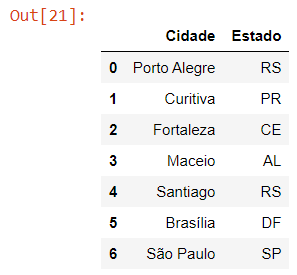 Out[21]:
Cidade Estado
0 Porto Alegre RS
1 Curitiva PR
2 Fortaleza CE
3 Maceio AL
4 Santiago RS
5 Brasília DF
6 São Paulo SP